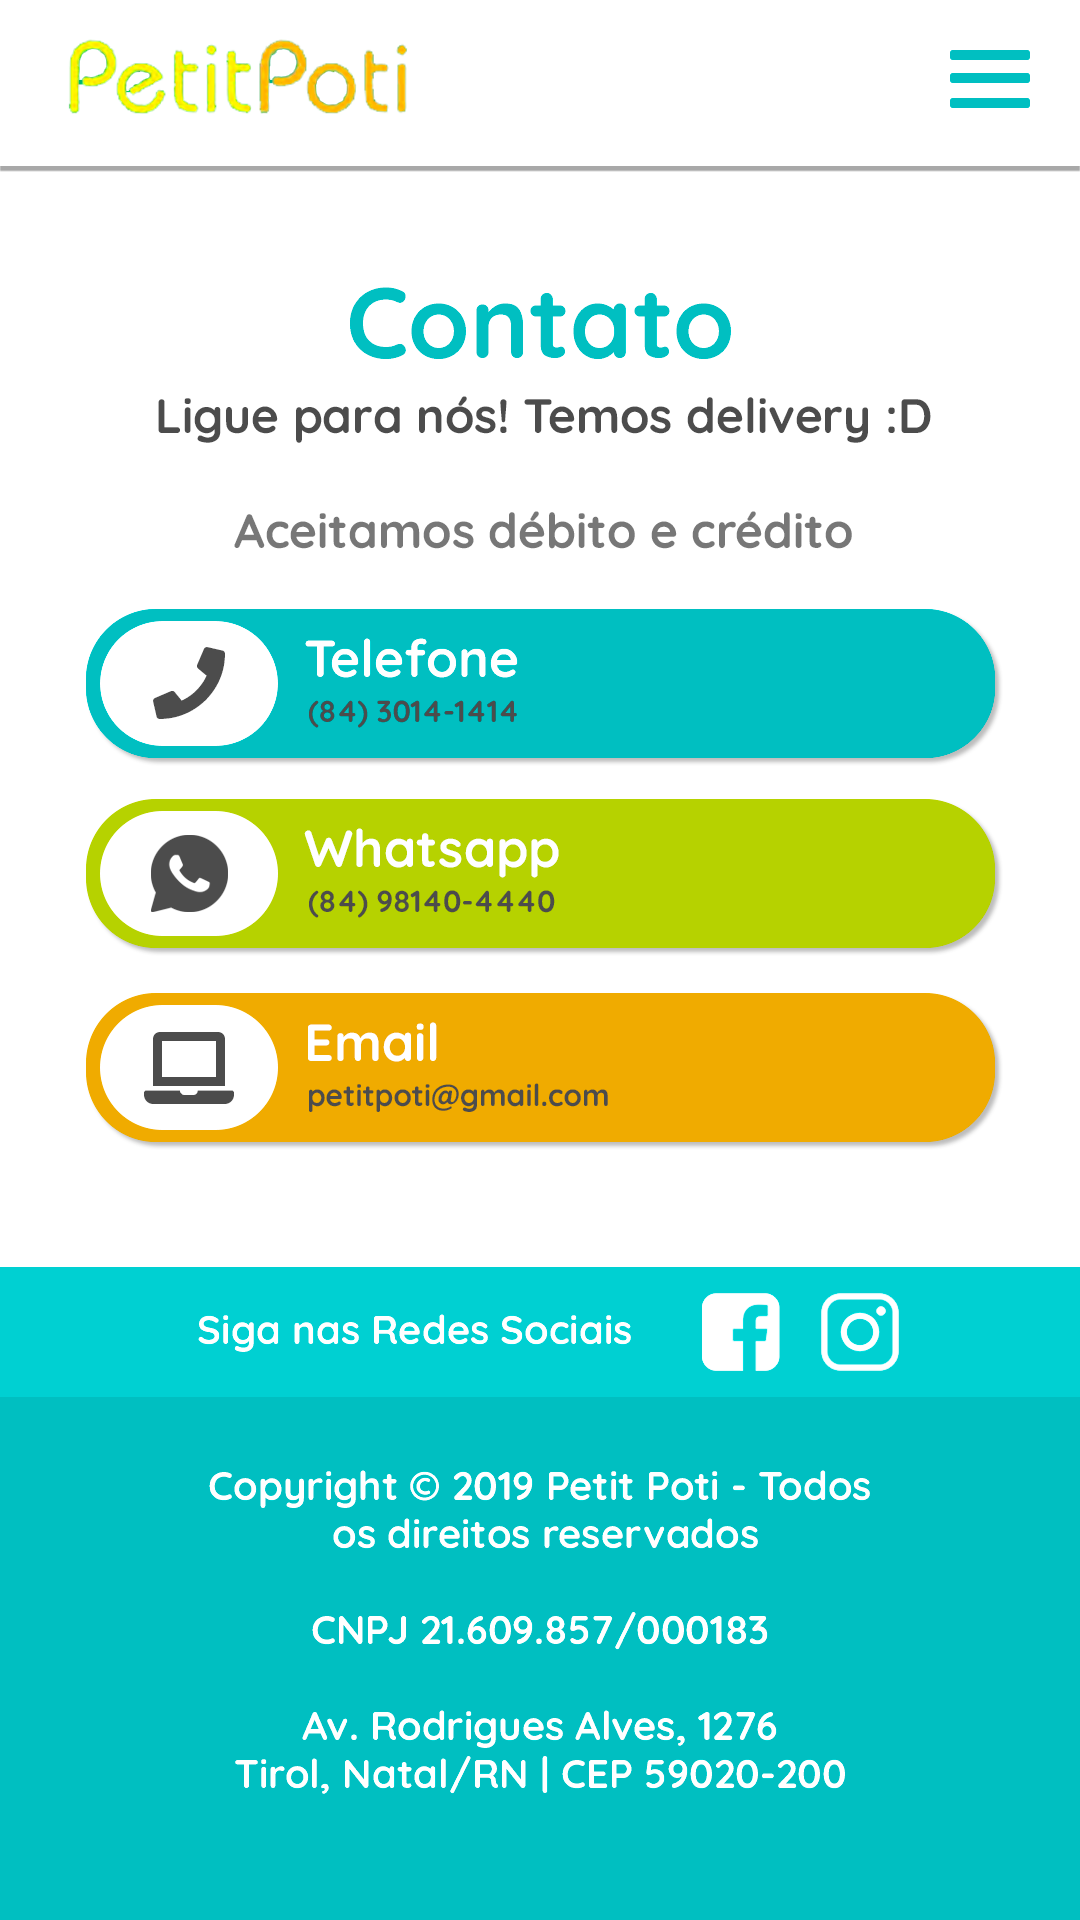 PetitPoti
Contato
Ligue para nós! Temos delivery :D
Aceitamos débito e crédito
Telefone
(84) 3014-1414
Whatsapp
(84) 98140-4440
Email
petitpoti@gmail.com
Siga nas Redes Sociais
Copyright © 2019 Petit Poti - Todos
os direitos reservados
CNPJ 21.609.857/000183
Av. Rodrigues Alves, 1276
Tirol, Natal/RN | CEP 59020-200